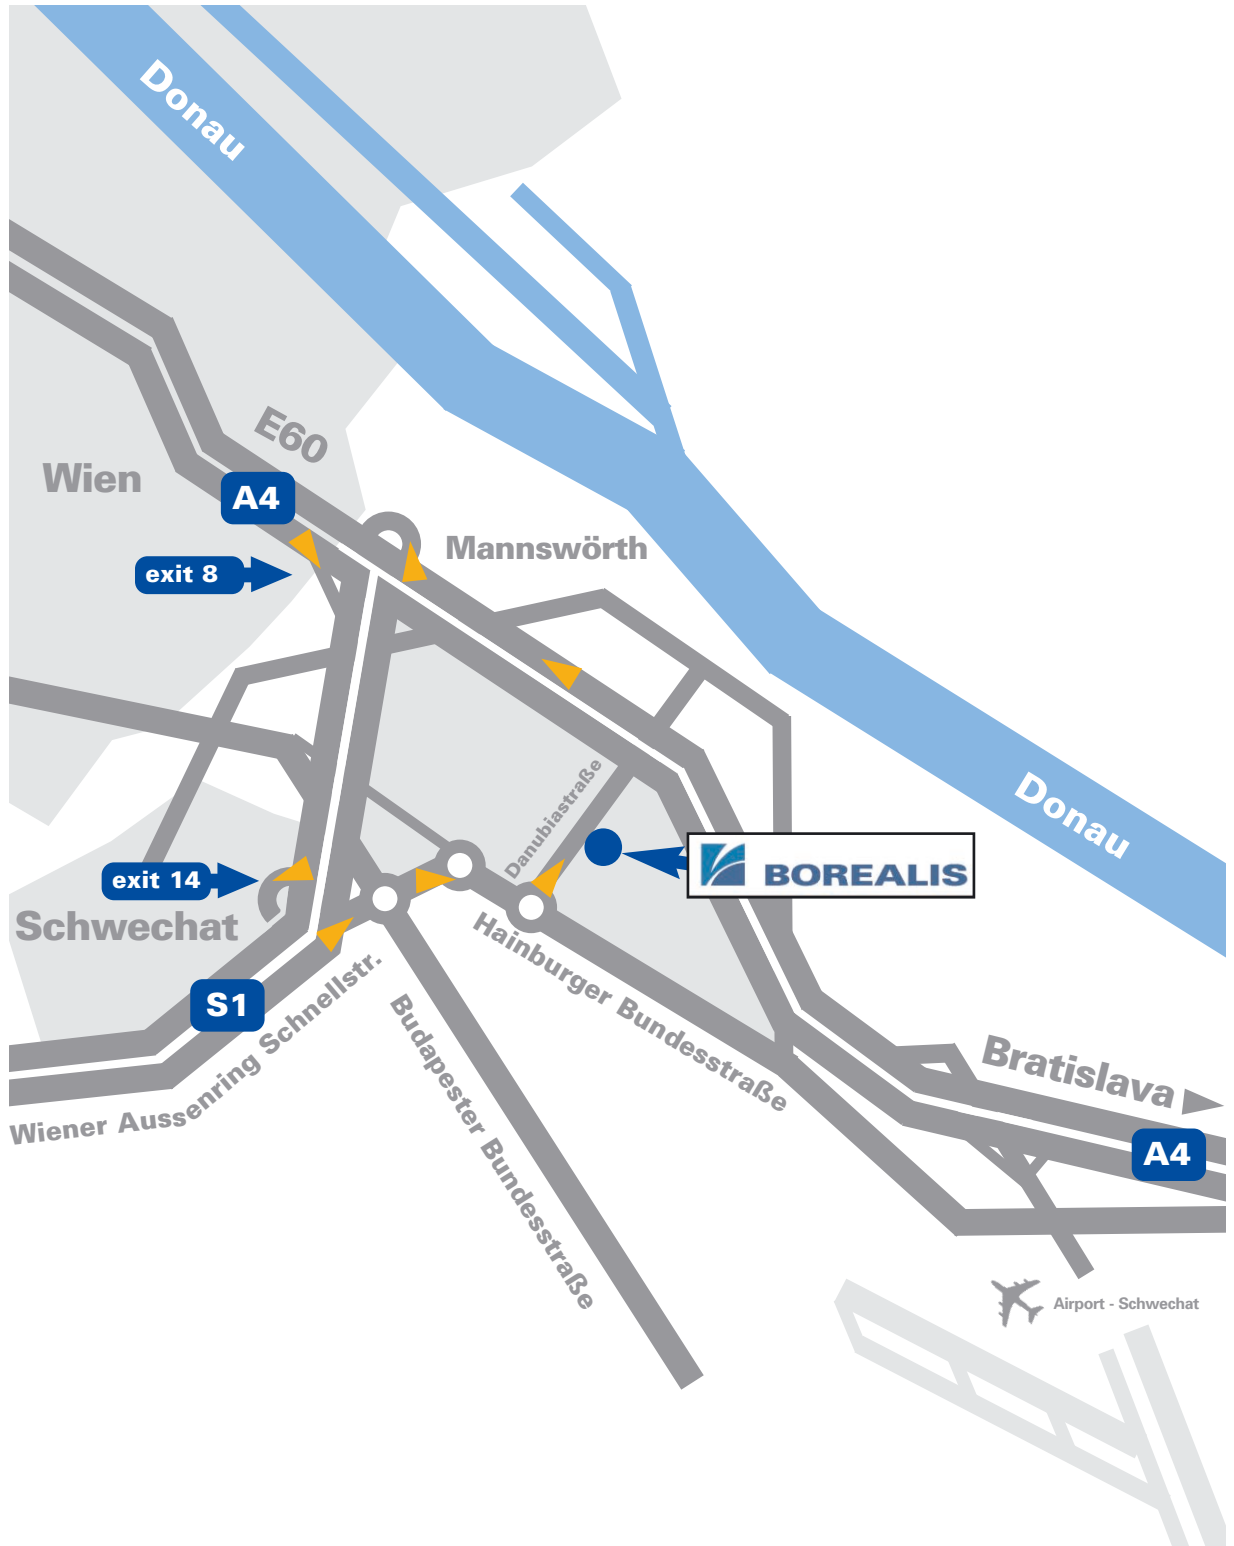 Donau
E60
Wien
A4
Mannswörth
exit 8
Danubiastraße
Donau
BOREALIS
exit 14
Schwechat
Hainburger Bundesstraße
S1
Wiener Aussenring Schnellstr.
Budapester Bundesstraße
Bratislava
A4
Airport - Schwechat